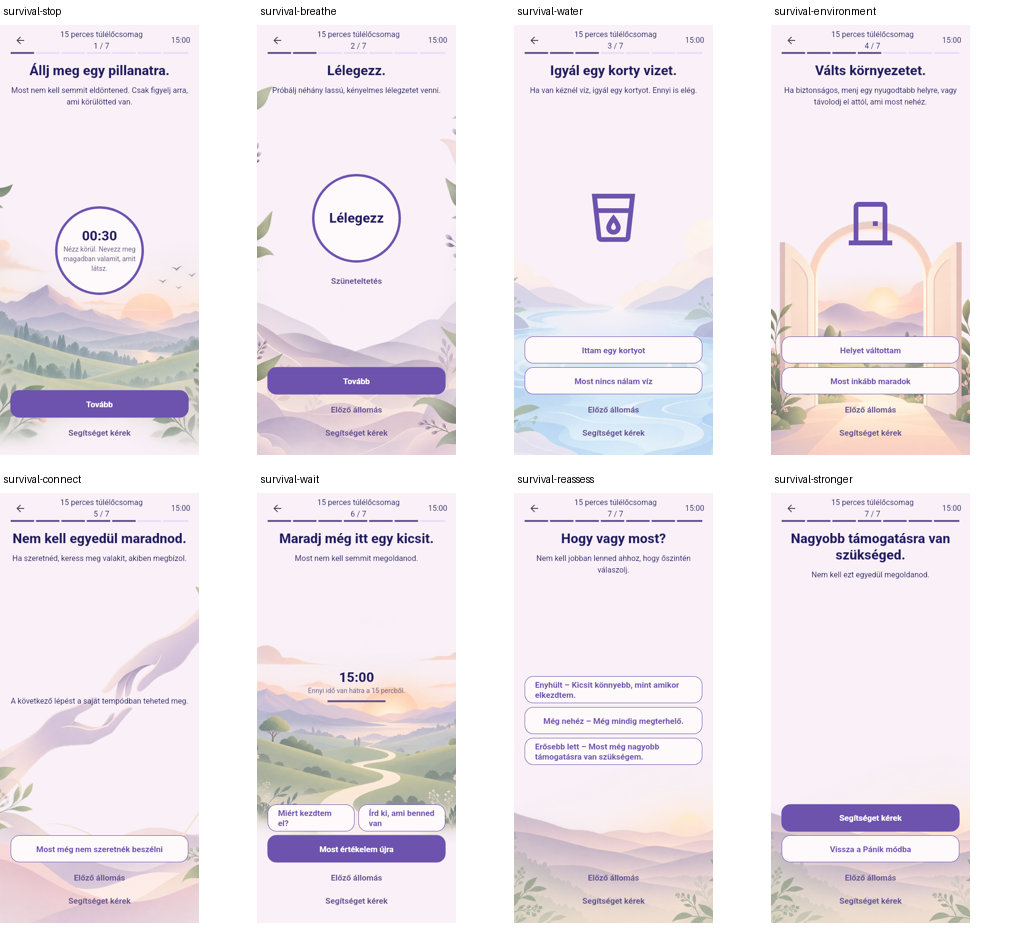 survival-stop
15 perces túlélőcsomag
1 / 7
15:00
Állj meg egy pillanatra.
Most nem kell semmit eldöntened. Csak figyelj arra,
ami körülötted van.
00:30
Nézz körül. Nevezz meg
magadban valamit, amit
látsz.
Tovább
Segítséget kérek
survival-breathe
15 perces túlélőcsomag
2 / 7
15:00
Lélegezz.
Próbálj néhány lassú, kényelmes lélegzetet venni.
Lélegezz
Szüneteltetés
Tovább
Előző állomás
Segítséget kérek
survival-water
15 perces túlélőcsomag
3 / 7
15:00
Igyál egy korty vizet.
Ha van kéznél víz, igyál egy kortyot. Ennyi is elég.
Ittam egy kortyot
Most nincs nálam víz
Előző állomás
Segítséget kérek
survival-environment
15 perces túlélőcsomag
4 / 7
15:00
Válts környezetet.
Ha biztonságos, menj egy nyugodtabb helyre, vagy
távolodj el attól, ami most nehéz.
Helyet váltottam
Most inkább maradok
Előző állomás
Segítséget kérek
survival-connect
15 perces túlélőcsomag
5 / 7
15:00
Nem kell egyedül maradnod.
Ha szeretnéd, keress meg valakit, akiben megbízol.
A következő lépést a saját tempódban teheted meg.
Most még nem szeretnék beszélni
Előző állomás
Segítséget kérek
survival-wait
15 perces túlélőcsomag
6 / 7
15:00
Maradj még itt egy kicsit.
Most nem kell semmit megoldanod.
15:00
Ennyi idő van hátra a 15 percből.
Miért kezdtem
el?
Írd ki, ami benned
van
Most értékelem újra
Előző állomás
Segítséget kérek
survival-reassess
15 perces túlélőcsomag
7 / 7
15:00
Hogy vagy most?
Nem kell jobban lenned ahhoz, hogy őszintén
válaszolj.
Enyhült – Kicsit könnyebb, mint amikor
elkezdtem.
Még nehéz – Még mindig megterhelő.
Erősebb lett – Most még nagyobb
támogatásra van szükségem.
Előző állomás
Segítséget kérek
survival-stronger
15 perces túlélőcsomag
7 / 7
15:00
Nagyobb támogatásra van
szükséged.
Nem kell ezt egyedül megoldanod.
Segítséget kérek
Vissza a Pánik módba
Előző állomás
Segítséget kérek